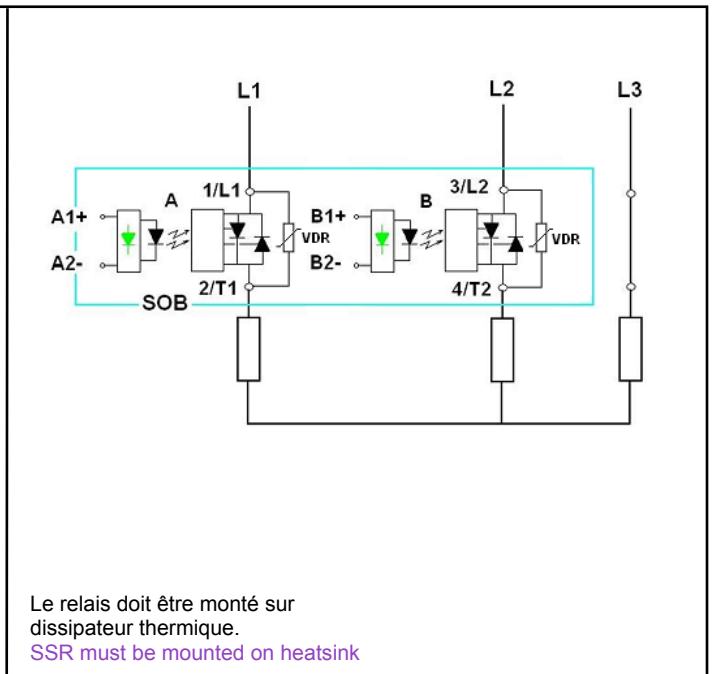 L1 L2 L3
1/L1 3/L2
A1+ A B1+ B
VDR VDR
A2- B2-
2/T1 4/T2
SOB
Le relais doit être monté sur
dissipateur thermique.
SSR must be mounted on heatsink